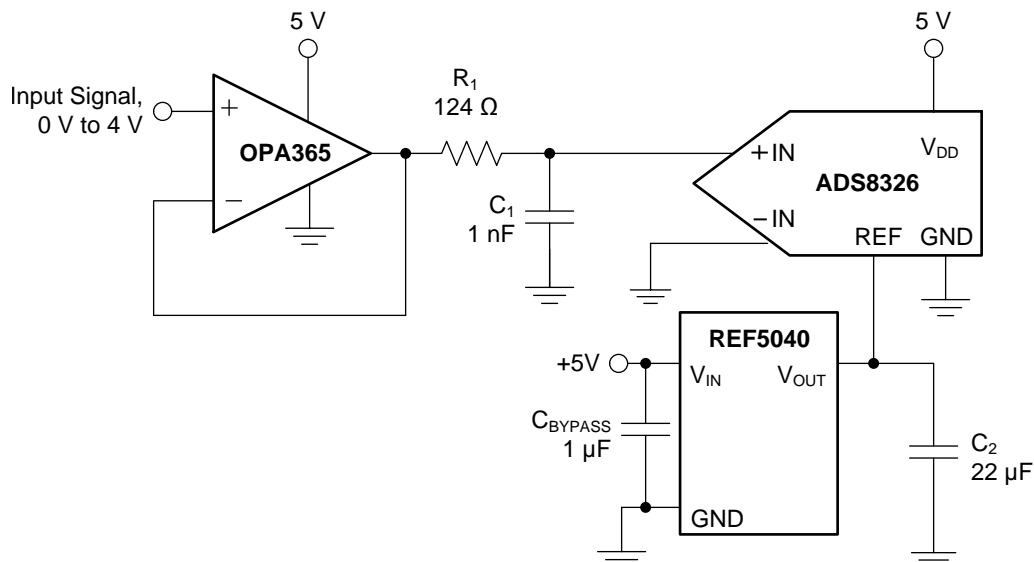 5 V
Input Signal,
0 V to 4 V
+
−
OPA365
R1
124 Ω
C1
1 nF
5 V
+IN
VDD
ADS8326
−IN
REF GND
REF5040
+5V
VIN VOUT
CBYPASS
1 µF
GND
C2
22 µF